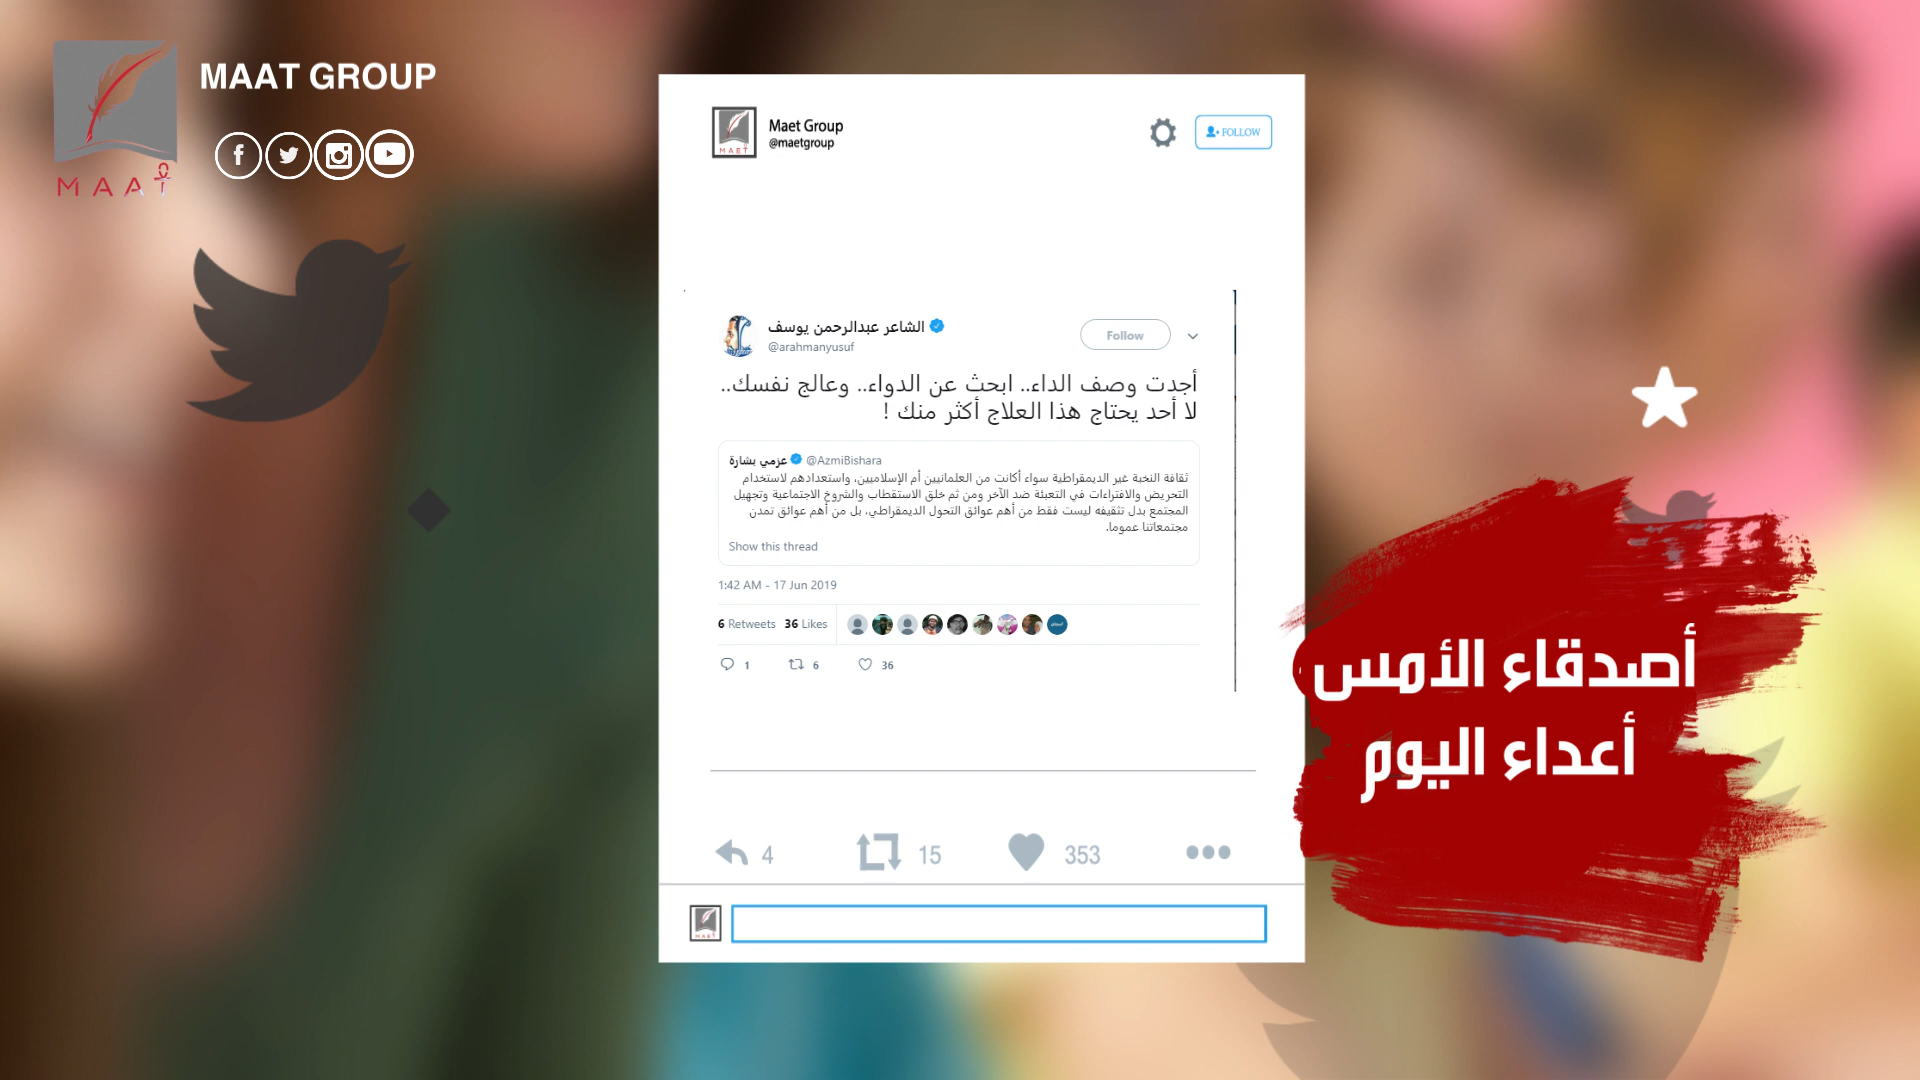 MAAT GROUP
MAAT
Maet Group
@maetgroup
FOLLOW
MAET
الشاعر عبدالرحمن يوسف
@arahmanyusuf
Follow
أجدت وصف الداء.. ابحث عن الدواء.. وعالج نفسك..
لا أحد يحتاج هذا العلاج أكثر منك !
عزمي بشارة @AzmiBishara
ثقافة النخبة غير الديمقراطية سواء أكانت من العلمانيين أم الإسلاميين، واستعدادهم لاستخدام
التحريض والافتراءات في التعبئة ضد الآخر ومن ثم خلق الاستقطاب والشروخ الاجتماعية وتجهيل
المجتمع بدل تثقيفه ليست فقط من أهم عوائق التحول الديمقراطي، بل من أهم عوائق تمدن
مجتمعاتنا عموما.
Show this thread
1:42 AM - 17 Jun 2019
6 Retweets 36 Likes
1 6 36
أصدقاء الأمس
أعداء اليوم
4 15 353